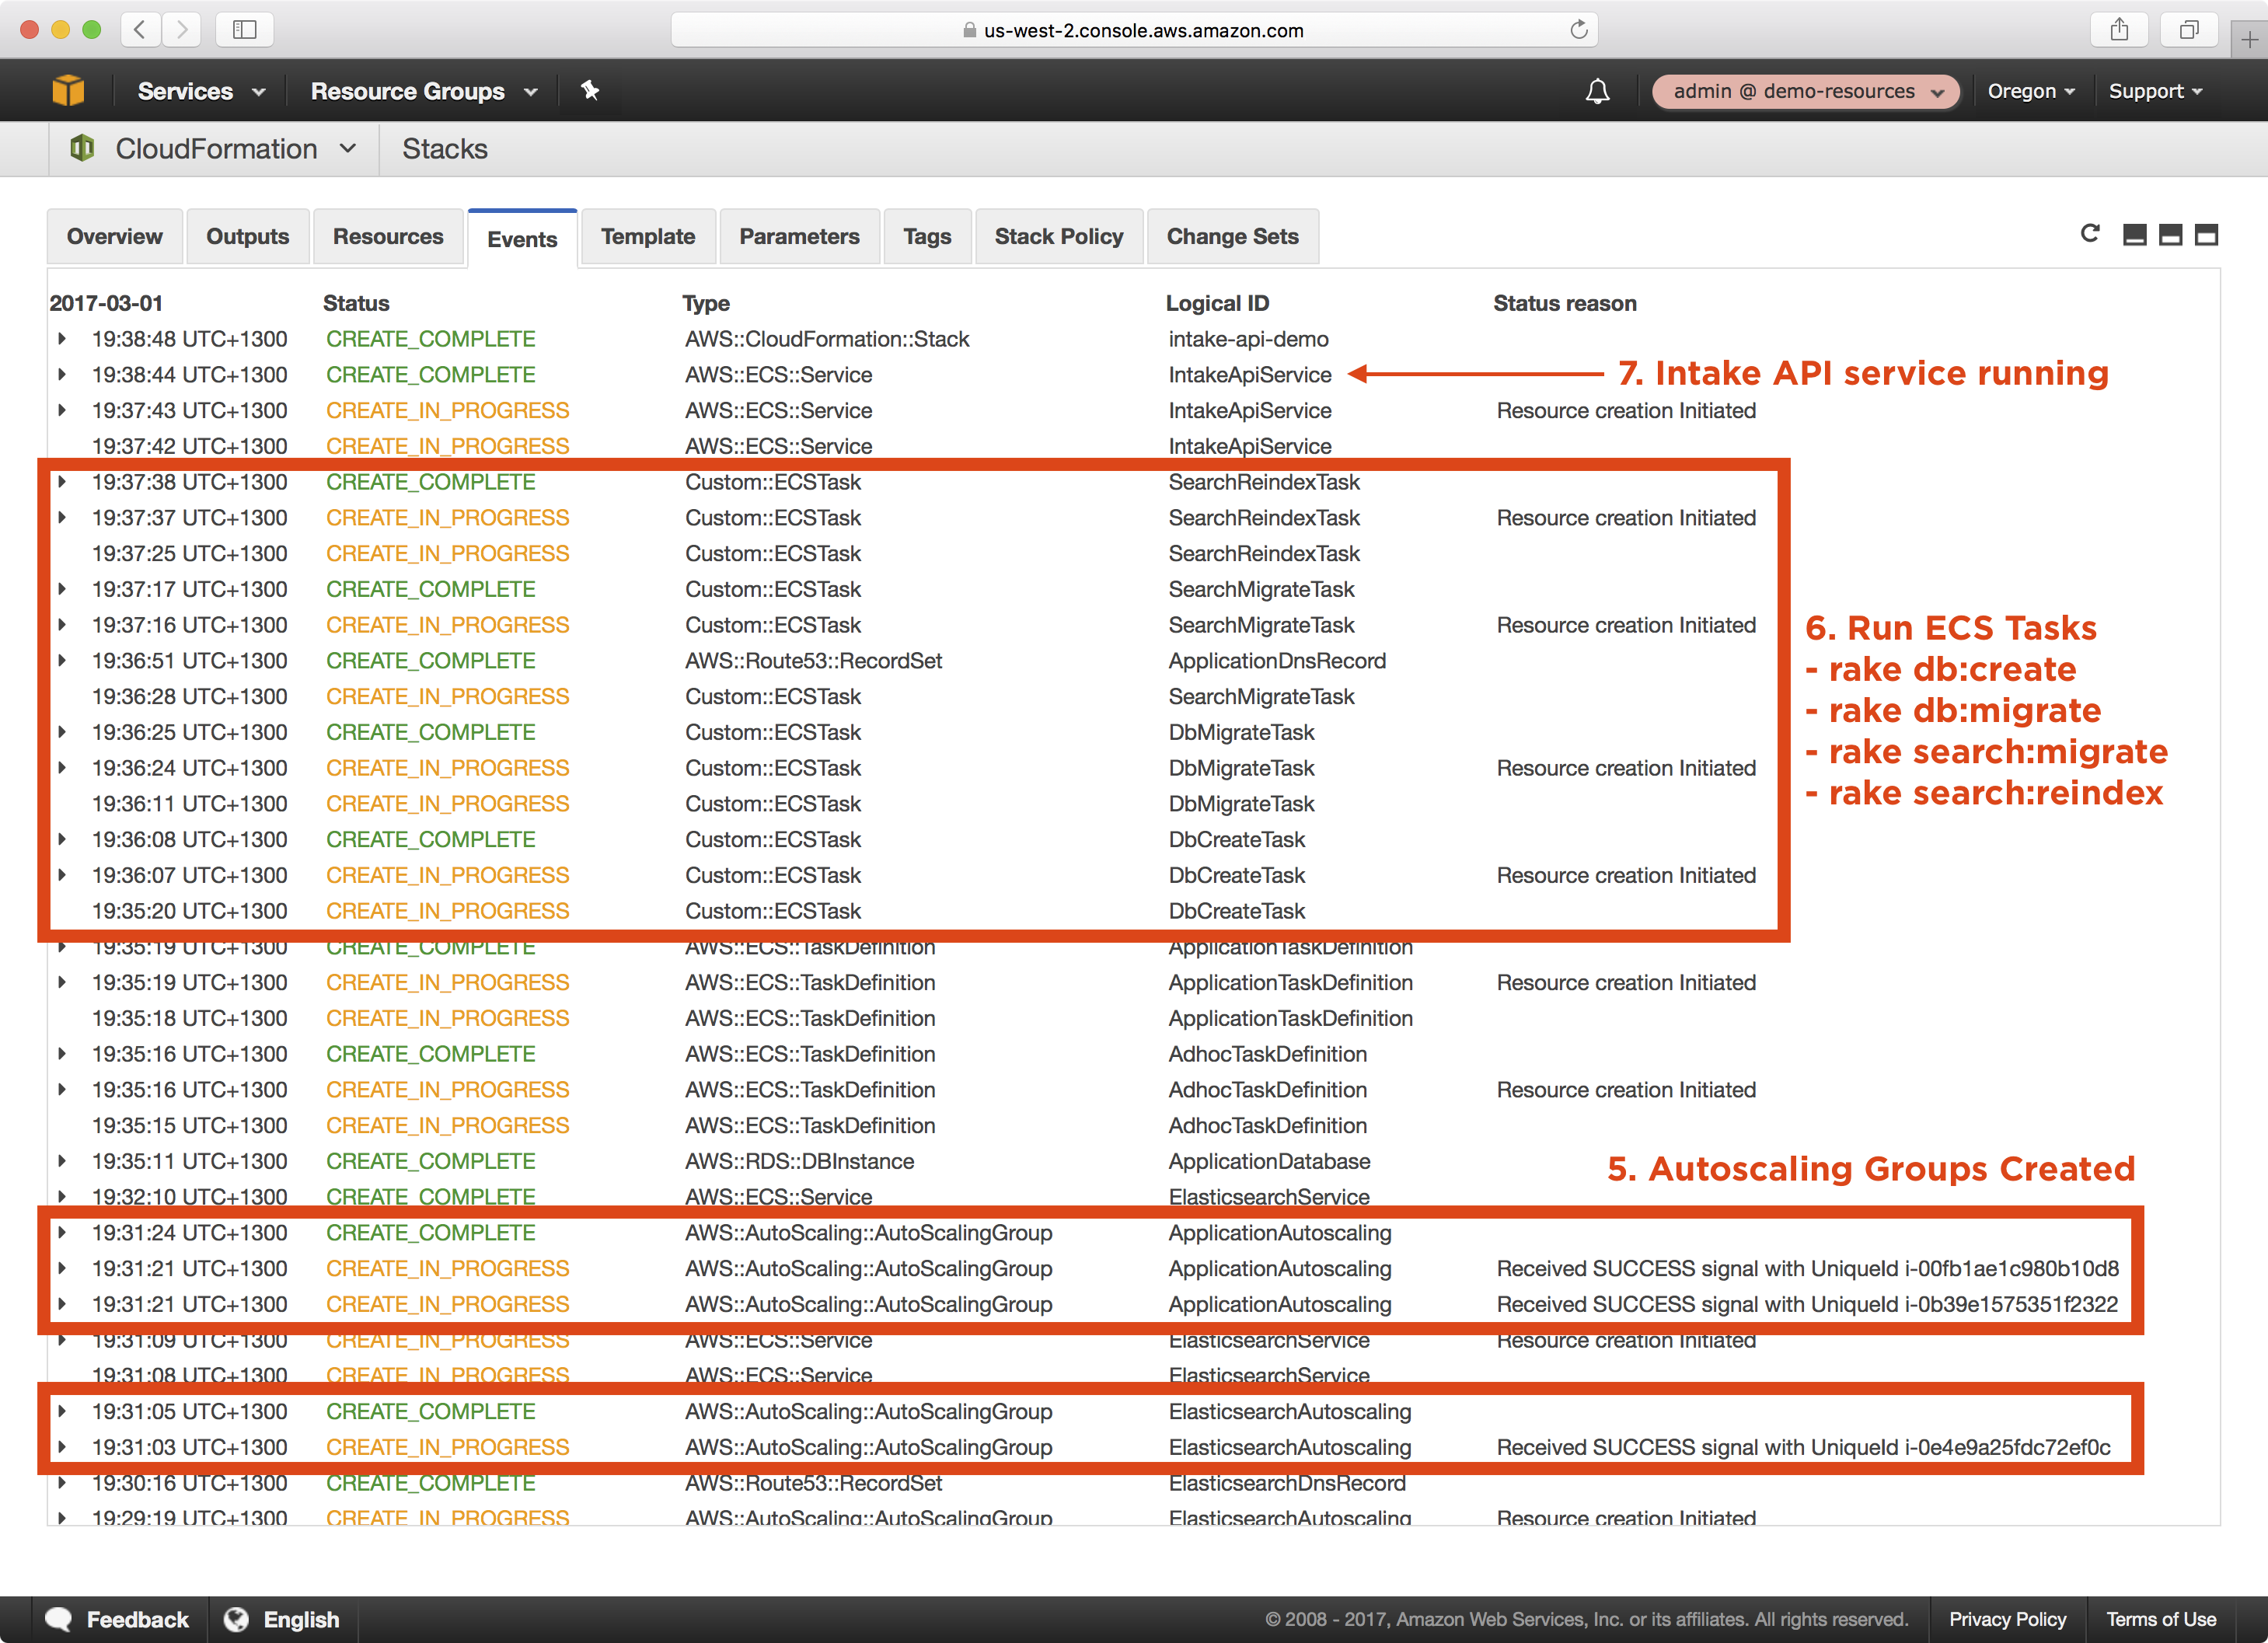 us-west-2.console.aws.amazon.com
Services Resource Groups admin @ demo-resources Oregon Support
CloudFormation Stacks
Overview Outputs Resources Events Template Parameters Tags Stack Policy Change Sets
2017-03-01 Status Type Logical ID Status reason
19:38:48 UTC+1300 CREATE_COMPLETE AWS::CloudFormation::Stack intake-api-demo
19:38:44 UTC+1300 CREATE_COMPLETE AWS::ECS::Service IntakeApiService
7. Intake API service running
19:37:43 UTC+1300 CREATE_IN_PROGRESS AWS::ECS::Service IntakeApiService Resource creation Initiated
19:37:42 UTC+1300 CREATE_IN_PROGRESS AWS::ECS::Service IntakeApiService
19:37:38 UTC+1300 CREATE_COMPLETE Custom::ECSTask SearchReindexTask
19:37:37 UTC+1300 CREATE_IN_PROGRESS Custom::ECSTask SearchReindexTask Resource creation Initiated
19:37:25 UTC+1300 CREATE_IN_PROGRESS Custom::ECSTask SearchReindexTask
19:37:17 UTC+1300 CREATE_COMPLETE Custom::ECSTask SearchMigrateTask
19:37:16 UTC+1300 CREATE_IN_PROGRESS Custom::ECSTask SearchMigrateTask Resource creation Initiated
19:36:51 UTC+1300 CREATE_COMPLETE AWS::Route53::RecordSet ApplicationDnsRecord
19:36:28 UTC+1300 CREATE_IN_PROGRESS Custom::ECSTask SearchMigrateTask
19:36:25 UTC+1300 CREATE_COMPLETE Custom::ECSTask DbMigrateTask
19:36:24 UTC+1300 CREATE_IN_PROGRESS Custom::ECSTask DbMigrateTask Resource creation Initiated
19:36:11 UTC+1300 CREATE_IN_PROGRESS Custom::ECSTask DbMigrateTask
19:36:08 UTC+1300 CREATE_COMPLETE Custom::ECSTask DbCreateTask
19:36:07 UTC+1300 CREATE_IN_PROGRESS Custom::ECSTask DbCreateTask Resource creation Initiated
19:35:20 UTC+1300 CREATE_IN_PROGRESS Custom::ECSTask DbCreateTask
6. Run ECS Tasks
- rake db:create
- rake db:migrate
- rake search:migrate
- rake search:reindex
19:35:19 UTC+1300 CREATE_COMPLETE AWS::ECS::TaskDefinition ApplicationTaskDefinition
19:35:19 UTC+1300 CREATE_IN_PROGRESS AWS::ECS::TaskDefinition ApplicationTaskDefinition Resource creation Initiated
19:35:18 UTC+1300 CREATE_IN_PROGRESS AWS::ECS::TaskDefinition ApplicationTaskDefinition
19:35:16 UTC+1300 CREATE_COMPLETE AWS::ECS::TaskDefinition AdhocTaskDefinition
19:35:16 UTC+1300 CREATE_IN_PROGRESS AWS::ECS::TaskDefinition AdhocTaskDefinition Resource creation Initiated
19:35:15 UTC+1300 CREATE_IN_PROGRESS AWS::ECS::TaskDefinition AdhocTaskDefinition
19:35:11 UTC+1300 CREATE_COMPLETE AWS::RDS::DBInstance ApplicationDatabase
5. Autoscaling Groups Created
19:32:10 UTC+1300 CREATE_COMPLETE AWS::ECS::Service ElasticsearchService
19:31:24 UTC+1300 CREATE_COMPLETE AWS::AutoScaling::AutoScalingGroup ApplicationAutoscaling
19:31:21 UTC+1300 CREATE_IN_PROGRESS AWS::AutoScaling::AutoScalingGroup ApplicationAutoscaling Received SUCCESS signal with UniqueId i-00fb1ae1c980b10d8
19:31:21 UTC+1300 CREATE_IN_PROGRESS AWS::AutoScaling::AutoScalingGroup ApplicationAutoscaling Received SUCCESS signal with UniqueId i-0b39e1575351f2322
19:31:09 UTC+1300 CREATE_IN_PROGRESS AWS::ECS::Service ElasticsearchService Resource creation Initiated
19:31:08 UTC+1300 CREATE_IN_PROGRESS AWS::ECS::Service ElasticsearchService
19:31:05 UTC+1300 CREATE_COMPLETE AWS::AutoScaling::AutoScalingGroup ElasticsearchAutoscaling
19:31:03 UTC+1300 CREATE_IN_PROGRESS AWS::AutoScaling::AutoScalingGroup ElasticsearchAutoscaling Received SUCCESS signal with UniqueId i-0e4e9a25fdc72ef0c
19:30:16 UTC+1300 CREATE_COMPLETE AWS::Route53::RecordSet ElasticsearchDnsRecord
19:29:19 UTC+1300 CREATE_IN_PROGRESS AWS::AutoScaling::AutoScalingGroup ElasticsearchAutoscaling Resource creation Initiated
Feedback English © 2008 - 2017, Amazon Web Services, Inc. or its affiliates. All rights reserved. Privacy Policy Terms of Use